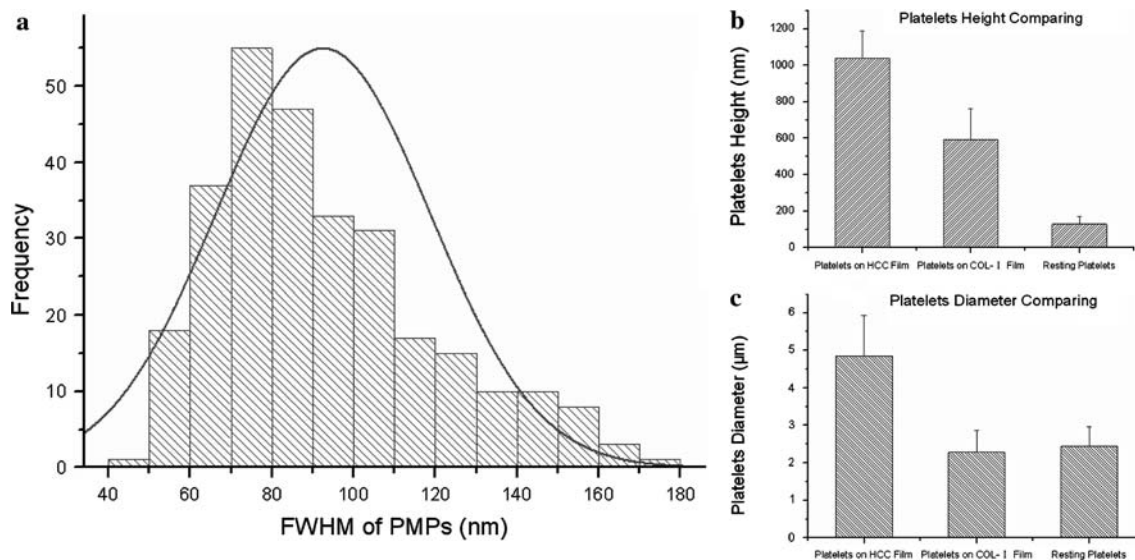 a
Frequency
50
40
30
20
10
0
40 60 80 100 120 140 160 180
FWHM of PMPs (nm)
b
Platelets Height Comparing
Platelets Height (nm)
1200
1000
800
600
400
200
0
Platelets on HCC Film Platelets on COL-Ⅰ Film Resting Platelets
c
Platelets Diameter Comparing
Platelets Diameter (μm)
6
5
4
3
2
1
0
Platelets on HCC Film Platelets on COL-Ⅰ Film Resting Platelets